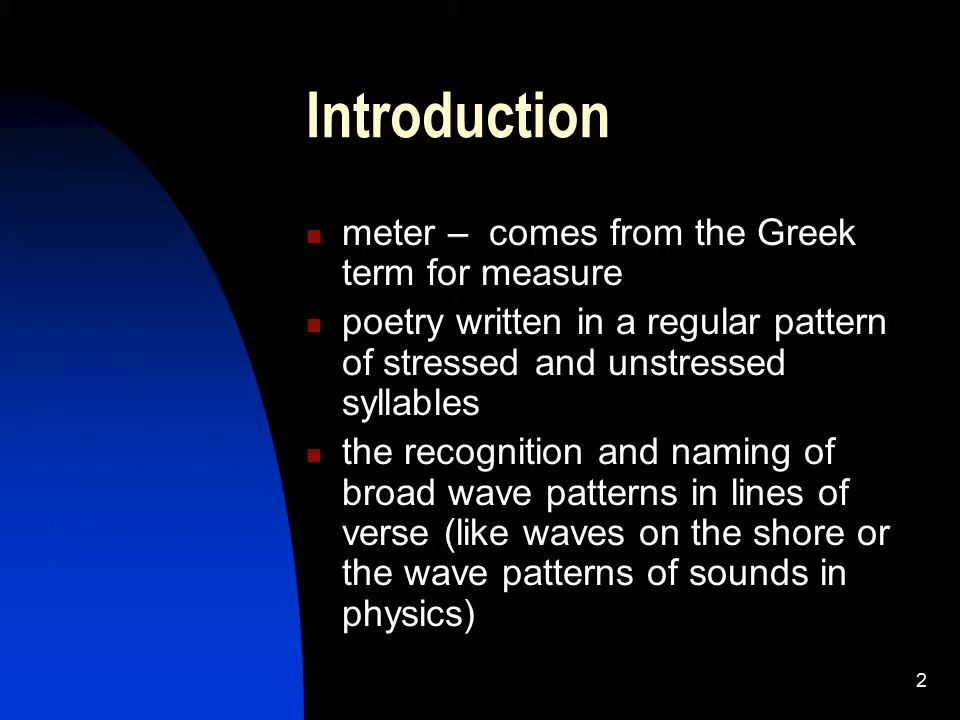 Introduction
meter –  comes from the Greek
term for measure
poetry written in a regular pattern
of stressed and unstressed
syllables
the recognition and naming of
broad wave patterns in lines of
verse (like waves on the shore or
the wave patterns of sounds in
physics)
2